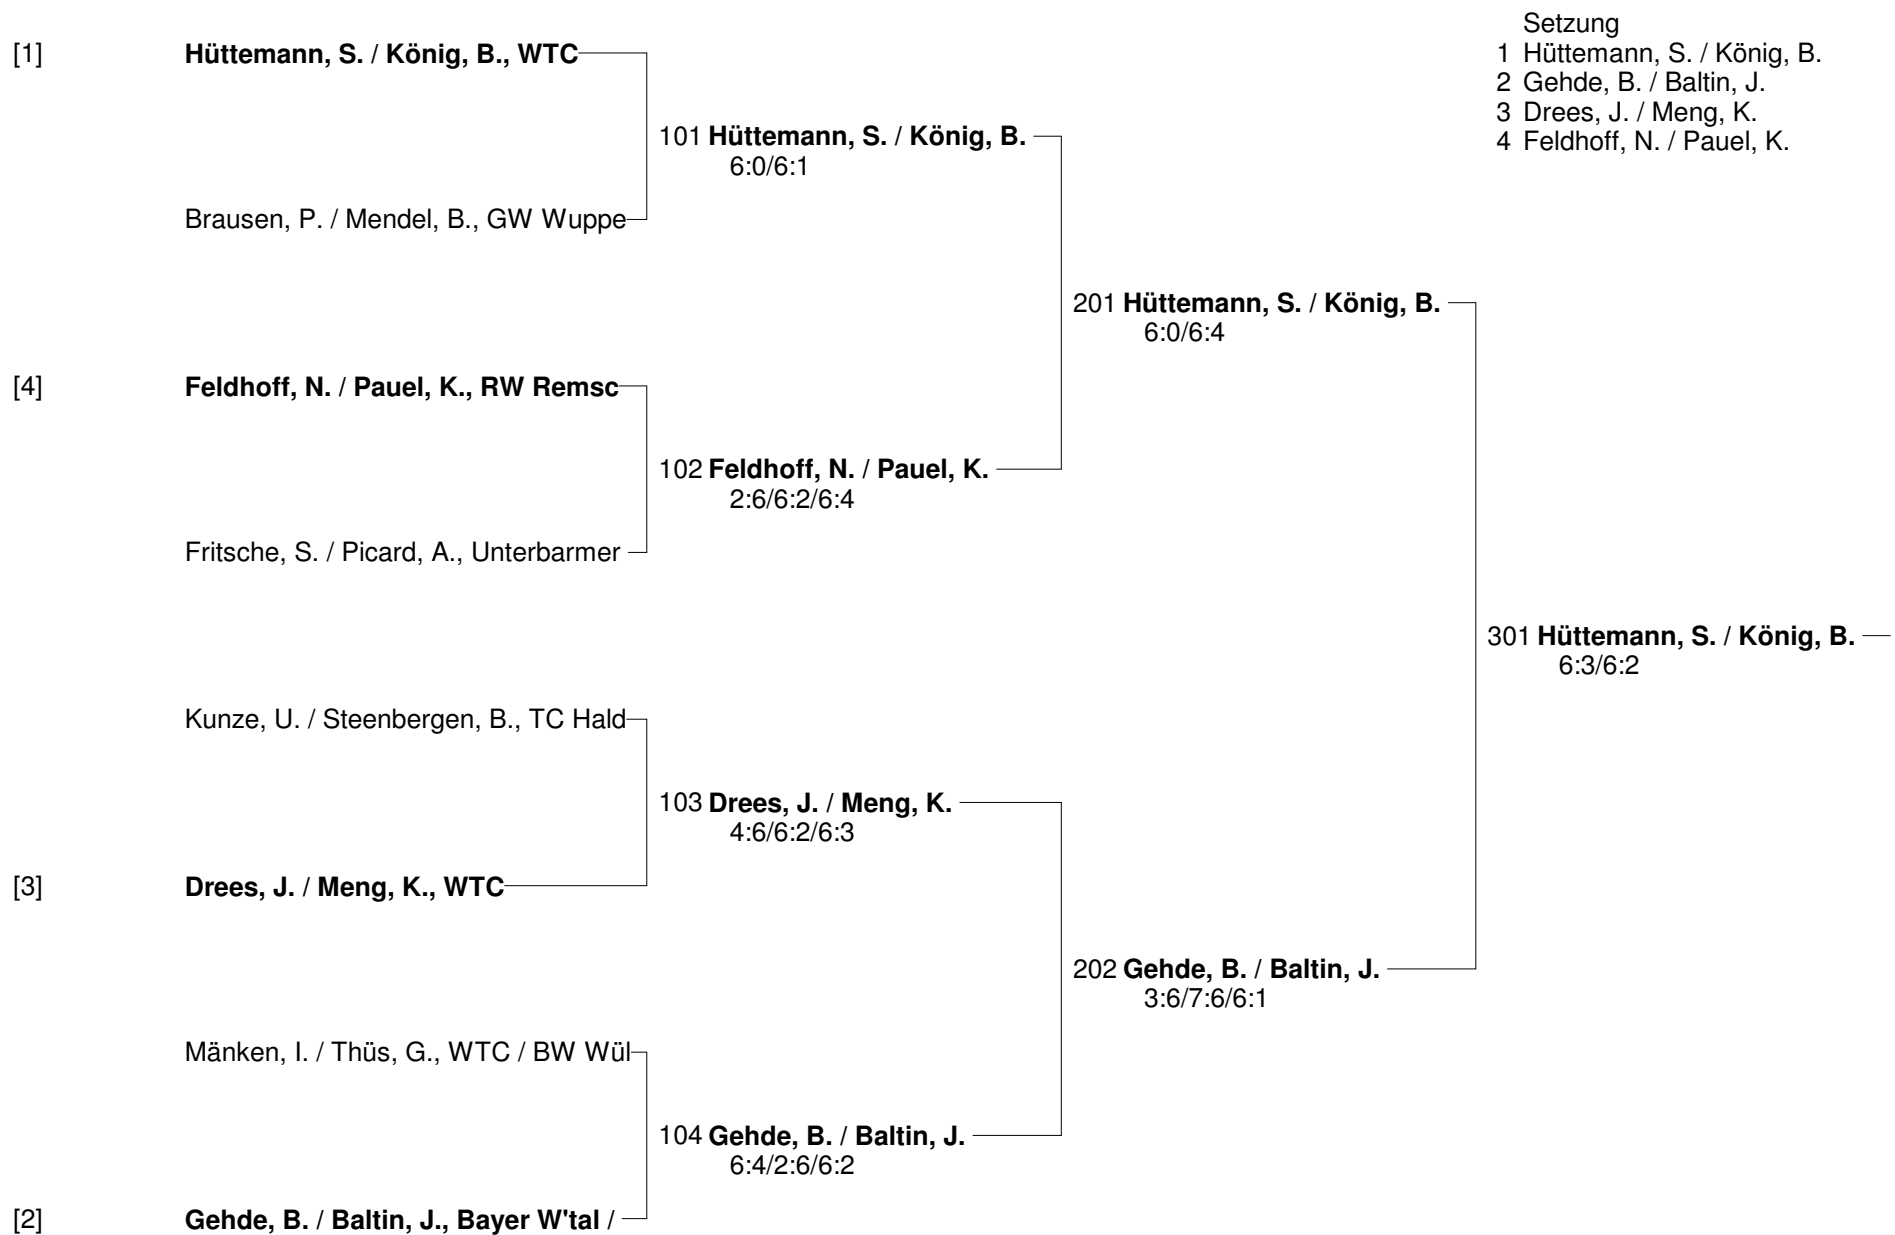 Setzung
1 Hüttemann, S. / König, B.
2 Gehde, B. / Baltin, J.
3 Drees, J. / Meng, K.
4 Feldhoff, N. / Pauel, K.
[1] Hüttemann, S. / König, B., WTC
101 Hüttemann, S. / König, B.
6:0/6:1
Brausen, P. / Mendel, B., GW Wuppe
201 Hüttemann, S. / König, B.
6:0/6:4
[4] Feldhoff, N. / Pauel, K., RW Remsc
102 Feldhoff, N. / Pauel, K.
2:6/6:2/6:4
Fritsche, S. / Picard, A., Unterbarmer
301 Hüttemann, S. / König, B.
6:3/6:2
Kunze, U. / Steenbergen, B., TC Hald
103 Drees, J. / Meng, K.
4:6/6:2/6:3
[3] Drees, J. / Meng, K., WTC
202 Gehde, B. / Baltin, J.
3:6/7:6/6:1
Mänken, I. / Thüs, G., WTC / BW Wül
104 Gehde, B. / Baltin, J.
6:4/2:6/6:2
[2] Gehde, B. / Baltin, J., Bayer W'tal /